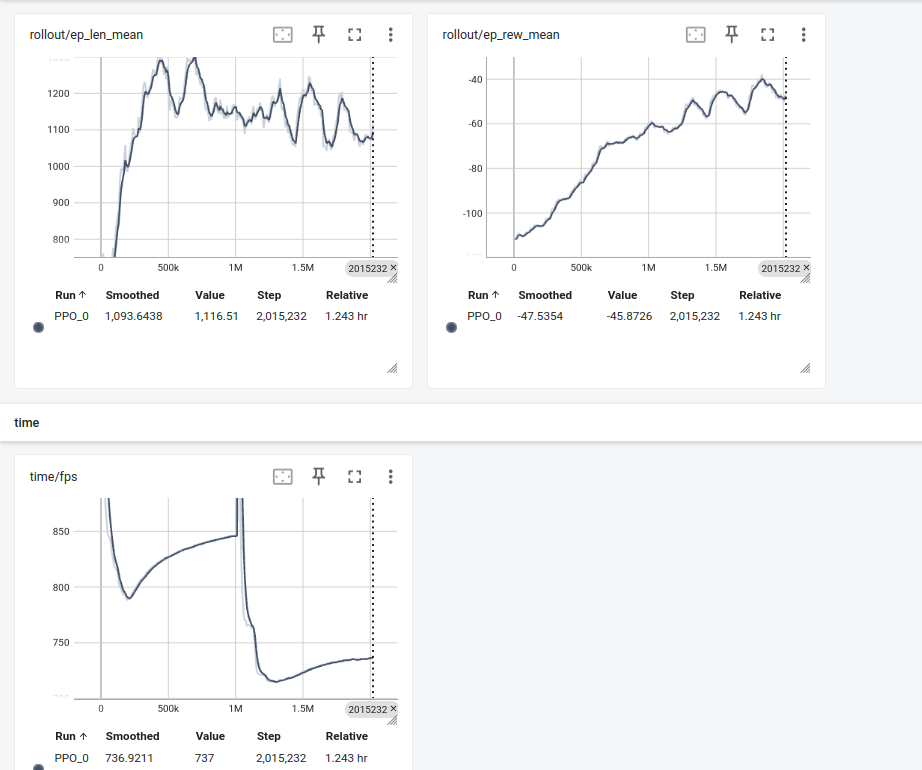 rollout/ep_len_mean
1200
1100
1000
900
800
0 500k 1M 1.5M 2015232 ×
Run ↑ Smoothed Value Step Relative
PPO_0 1,093.6438 1,116.51 2,015,232 1.243 hr
rollout/ep_rew_mean
-40
-60
-80
-100
0 500k 1M 1.5M 2015232 ×
Run ↑ Smoothed Value Step Relative
PPO_0 -47.5354 -45.8726 2,015,232 1.243 hr
time
time/fps
850
800
750
0 500k 1M 1.5M 2015232 ×
Run ↑ Smoothed Value Step Relative
PPO_0 736.9211 737 2,015,232 1.243 hr